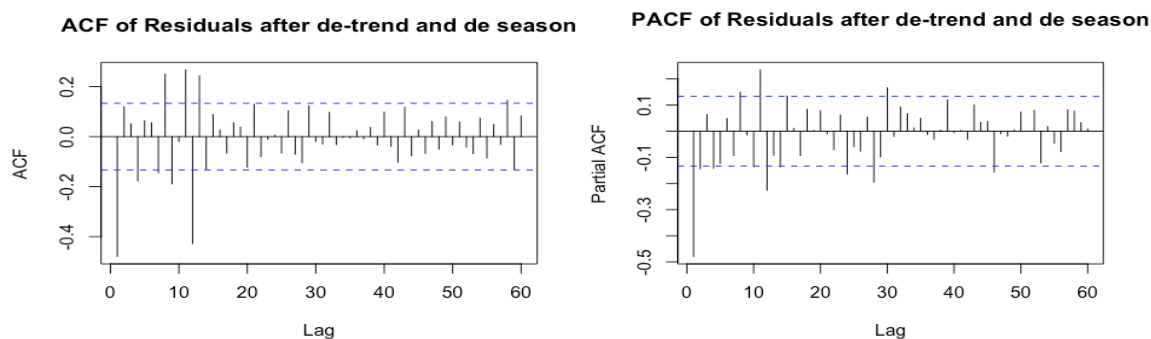 ACF of Residuals after de-trend and de season
ACF
0.2
0.0
-0.2
-0.4
0 10 20 30 40 50 60
Lag
PACF of Residuals after de-trend and de season
Partial ACF
0.1
-0.1
-0.3
-0.5
0 10 20 30 40 50 60
Lag